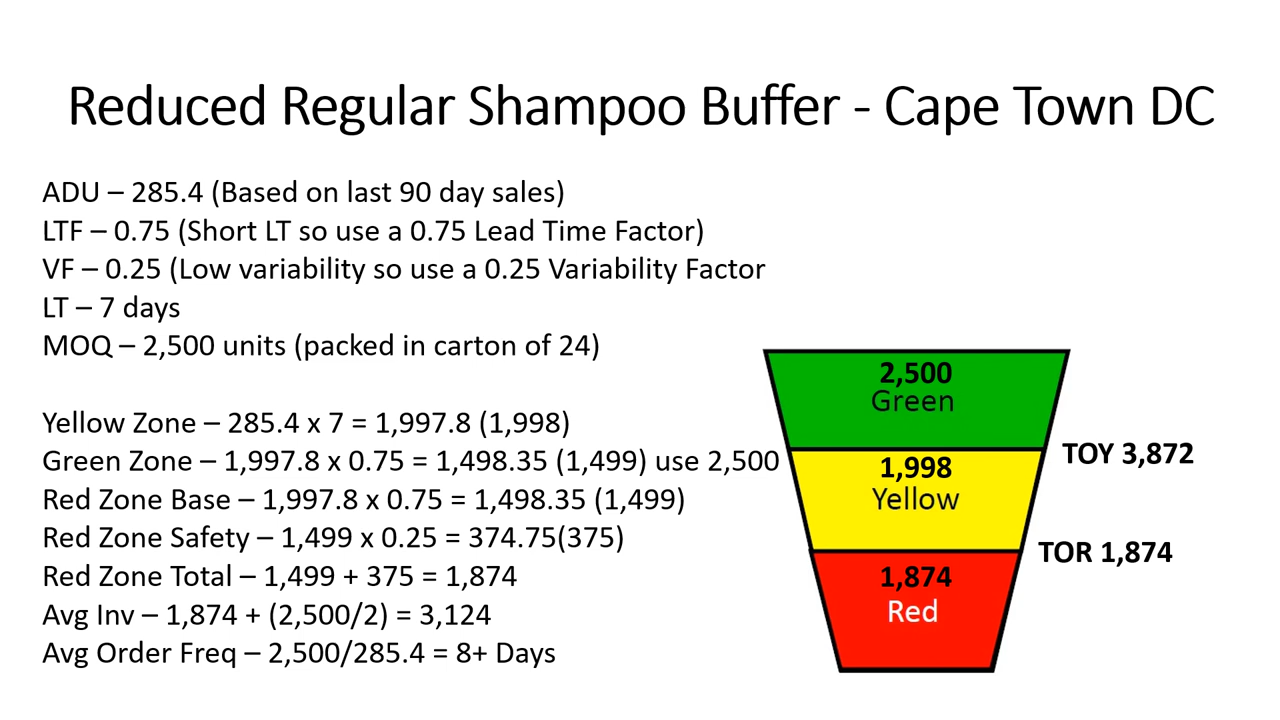 Reduced Regular Shampoo Buffer - Cape Town DC
ADU – 285.4 (Based on last 90 day sales)
LTF – 0.75 (Short LT so use a 0.75 Lead Time Factor)
VF – 0.25 (Low variability so use a 0.25 Variability Factor
LT – 7 days
MOQ – 2,500 units (packed in carton of 24)
Yellow Zone – 285.4 x 7 = 1,997.8 (1,998)
Green Zone – 1,997.8 x 0.75 = 1,498.35 (1,499) use 2,500
Red Zone Base – 1,997.8 x 0.75 = 1,498.35 (1,499)
Red Zone Safety – 1,499 x 0.25 = 374.75(375)
Red Zone Total – 1,499 + 375 = 1,874
Avg Inv – 1,874 + (2,500/2) = 3,124
Avg Order Freq – 2,500/285.4 = 8+ Days
2,500
Green
TOY 3,872
1,998
Yellow
TOR 1,874
1,874
Red